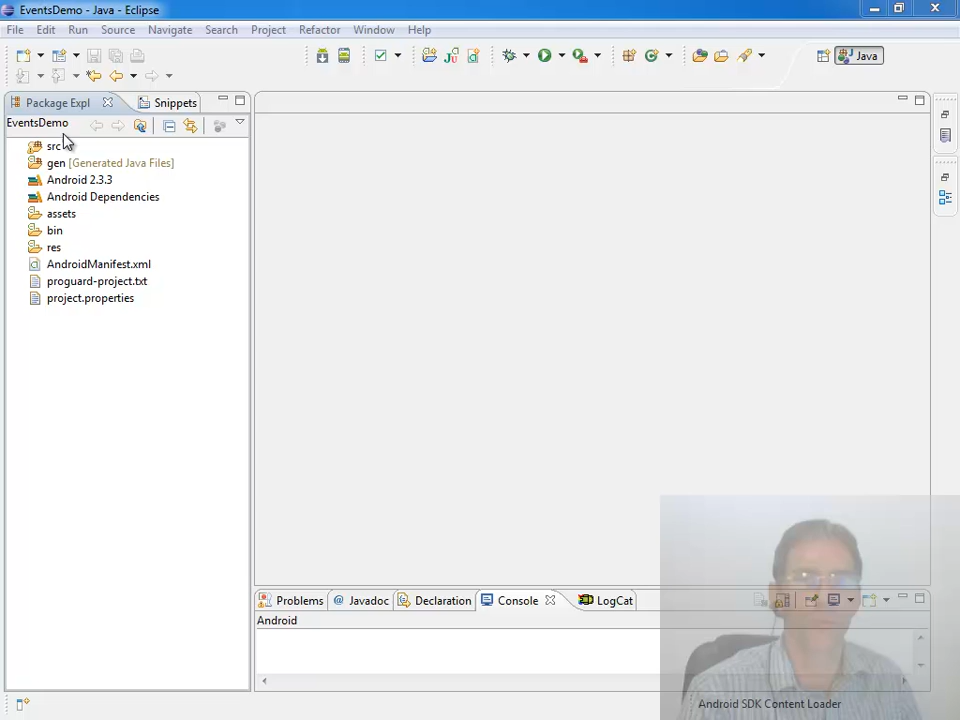 EventsDemo - Java - Eclipse
File Edit Run Source Navigate Search Project Refactor Window Help
Java
Package Expl Snippets
EventsDemo
src
gen [Generated Java Files]
Android 2.3.3
Android Dependencies
assets
bin
res
AndroidManifest.xml
proguard-project.txt
project.properties
Problems @ Javadoc Declaration Console LogCat
Android
Android SDK Content Loader